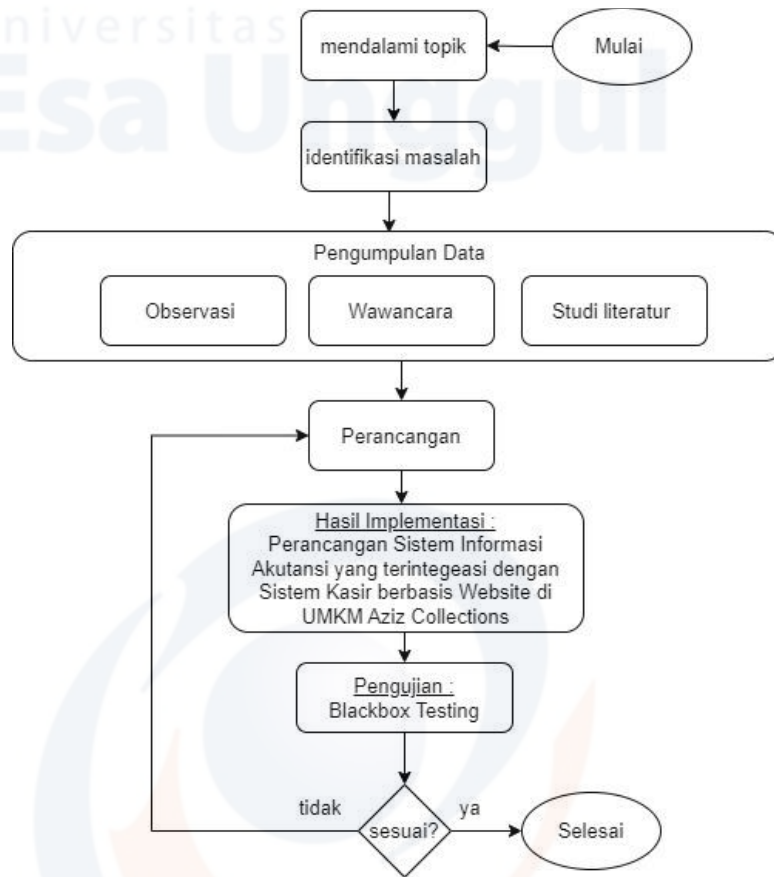 Universitas
Esa Unggul
mendalami topik
Mulai
identifikasi masalah
Pengumpulan Data
Observasi
Wawancara
Studi literatur
Perancangan
Hasil Implementasi :
Perancangan Sistem Informasi
Akutansi yang terintegeasi dengan
Sistem Kasir berbasis Website di
UMKM Aziz Collections
Pengujian :
Blackbox Testing
tidak
sesuai?
ya
Selesai